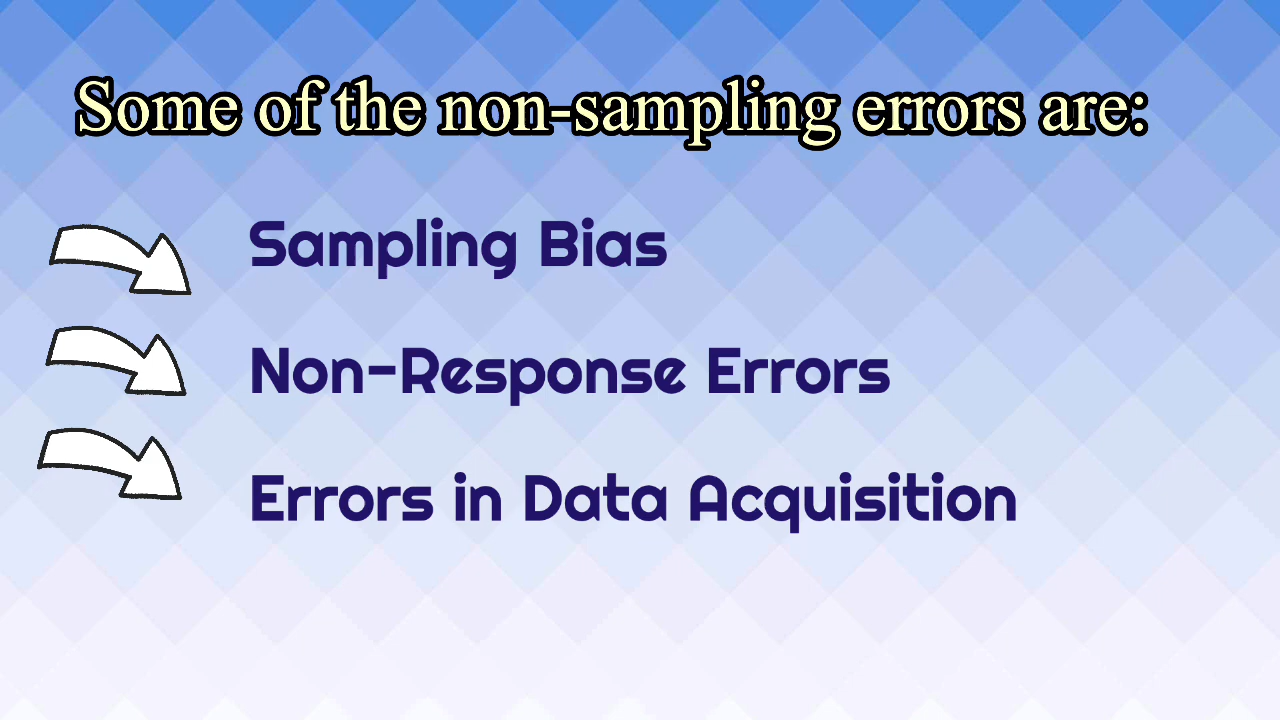 Some of the non-sampling errors are:
Sampling Bias
Non-Response Errors
Errors in Data Acquisition